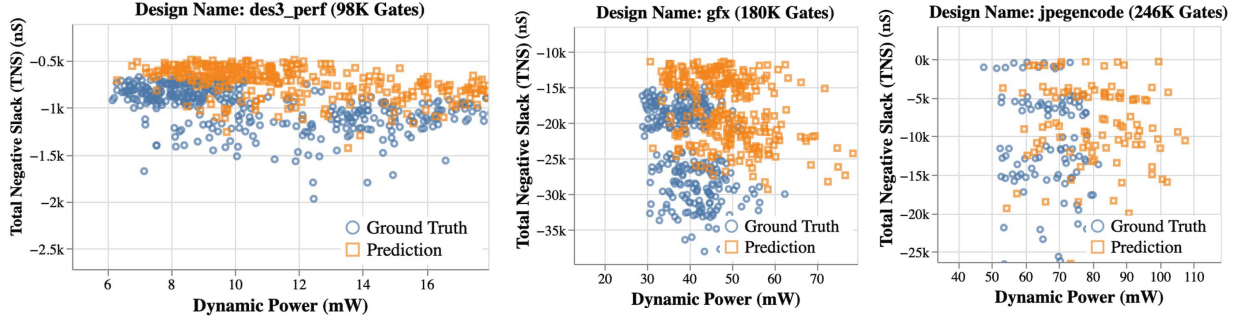 Design Name: des3_perf (98K Gates)
Total Negative Slack (TNS) (nS)
−0.5k
−1k
−1.5k
−2k
−2.5k
Ground Truth
Prediction
6 8 10 12 14 16
Dynamic Power (mW)
Design Name: gfx (180K Gates)
Total Negative Slack (TNS) (nS)
−10k
−15k
−20k
−25k
−30k
−35k
Ground Truth
Prediction
20 30 40 50 60 70
Dynamic Power (mW)
Design Name: jpegencode (246K Gates)
Total Negative Slack (TNS) (nS)
0k
−5k
−10k
−15k
−20k
−25k
Ground Truth
Prediction
40 50 60 70 80 90 100 110
Dynamic Power (mW)